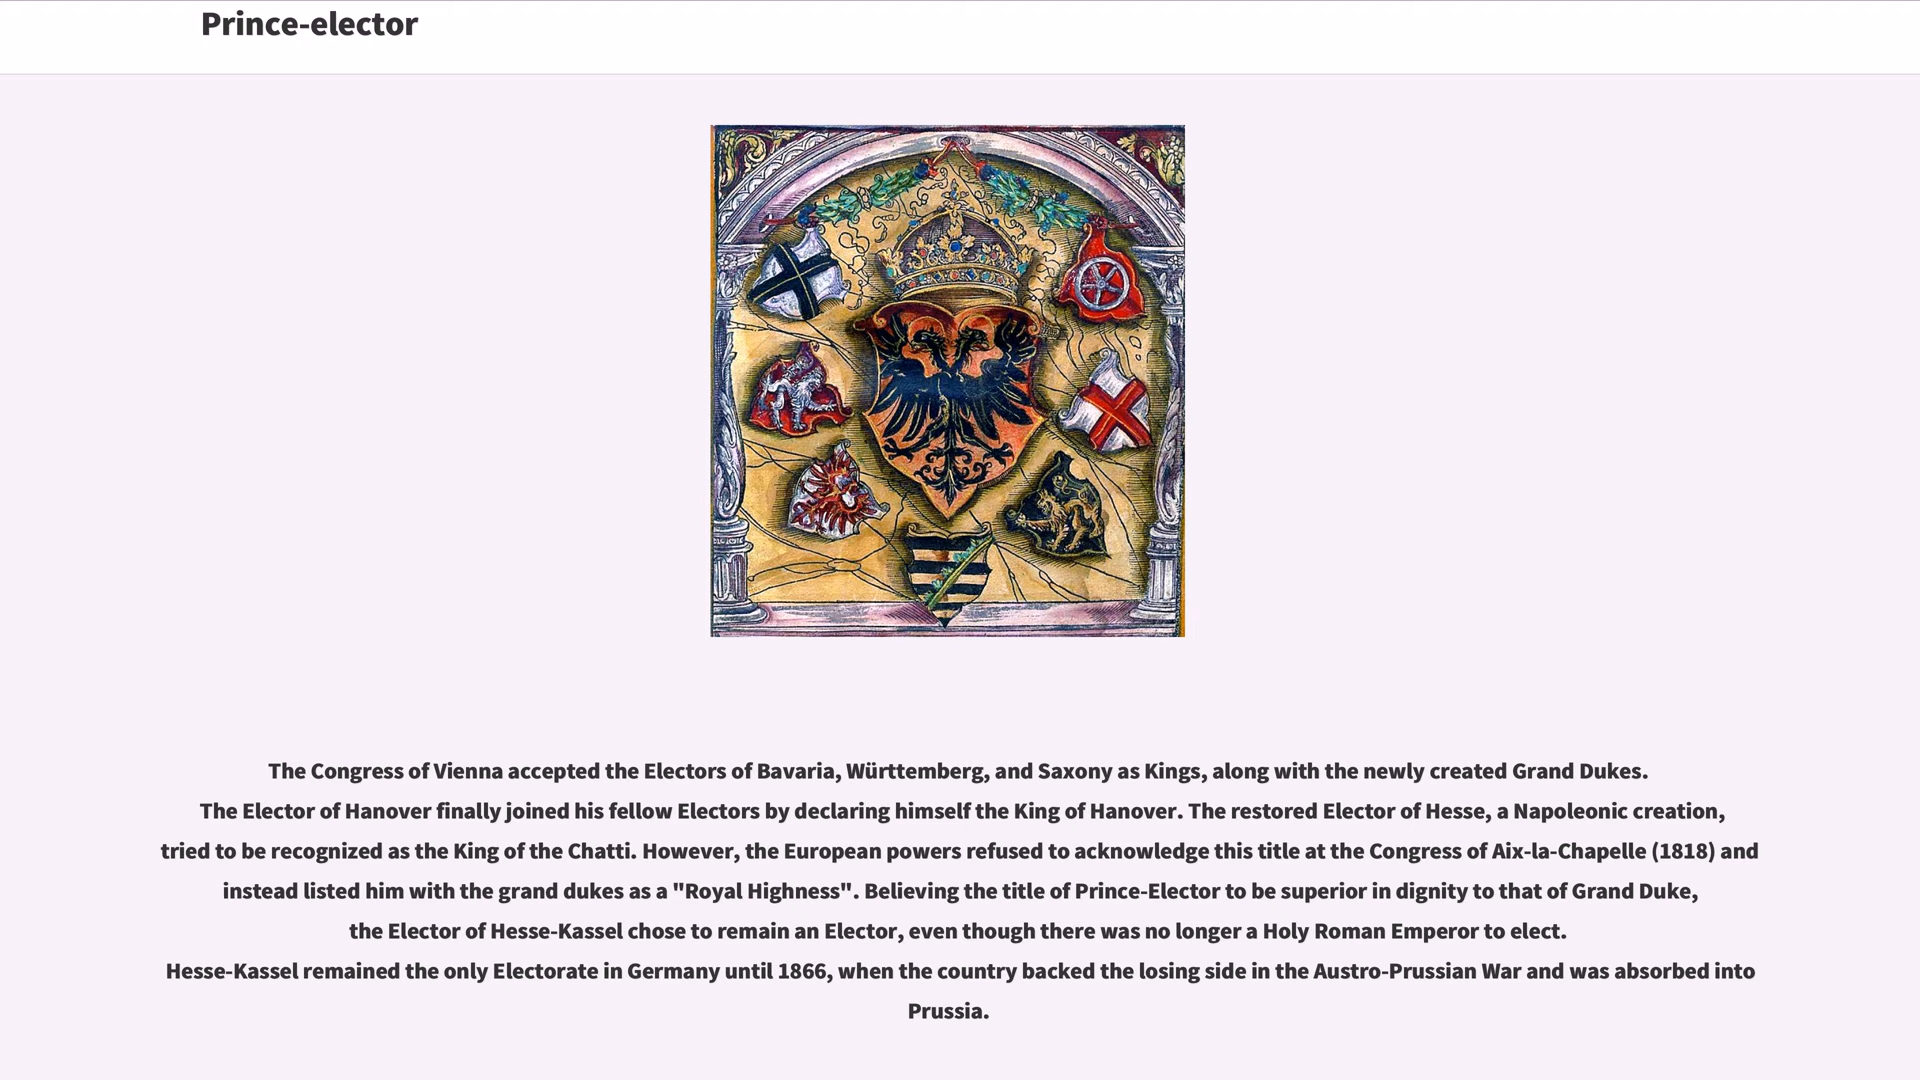 Prince-elector
The Congress of Vienna accepted the Electors of Bavaria, Württemberg, and Saxony as Kings, along with the newly created Grand Dukes.
The Elector of Hanover finally joined his fellow Electors by declaring himself the King of Hanover. The restored Elector of Hesse, a Napoleonic creation,
tried to be recognized as the King of the Chatti. However, the European powers refused to acknowledge this title at the Congress of Aix-la-Chapelle (1818) and
instead listed him with the grand dukes as a "Royal Highness". Believing the title of Prince-Elector to be superior in dignity to that of Grand Duke,
the Elector of Hesse-Kassel chose to remain an Elector, even though there was no longer a Holy Roman Emperor to elect.
Hesse-Kassel remained the only Electorate in Germany until 1866, when the country backed the losing side in the Austro-Prussian War and was absorbed into
Prussia.